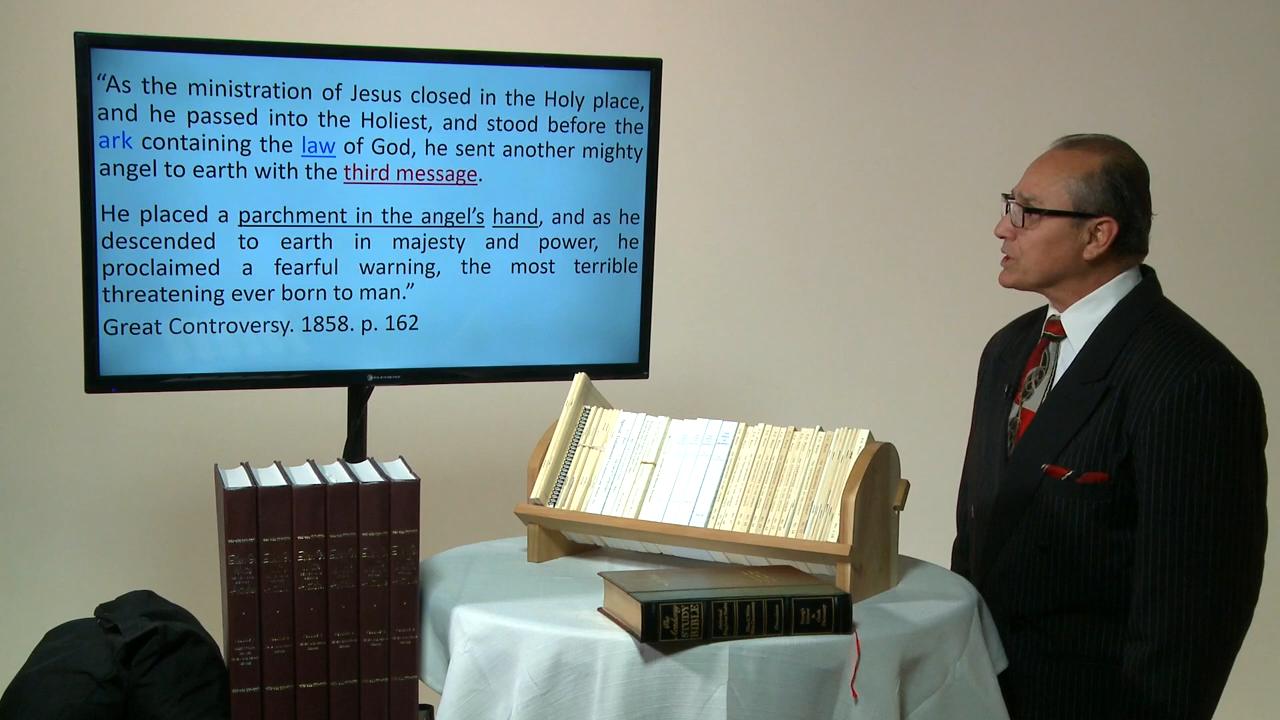 “As the ministration of Jesus closed in the Holy place,
and he passed into the Holiest, and stood before the
ark containing the law of God, he sent another mighty
angel to earth with the third message.
He placed a parchment in the angel’s hand, and as he
descended to earth in majesty and power, he
proclaimed a fearful warning, the most terrible
threatening ever born to man.”
Great Controversy. 1858. p. 162
STUDY
BIBLE